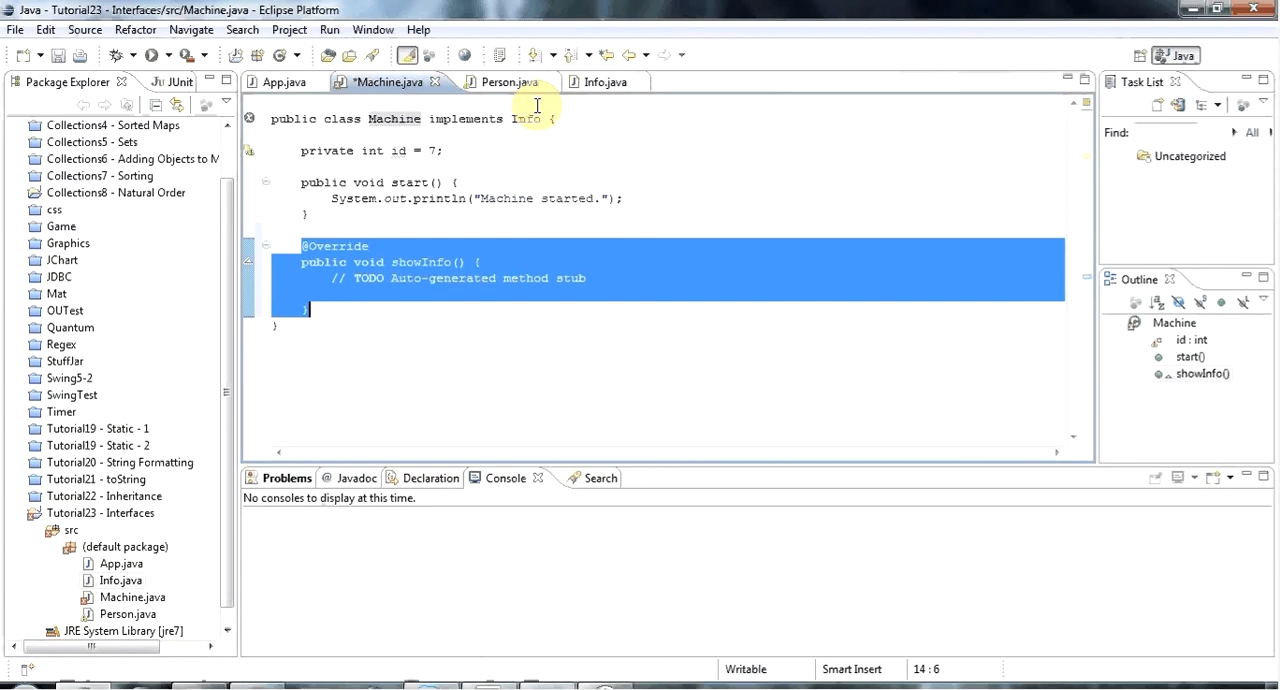 Java - Tutorial23 - Interfaces/src/Machine.java - Eclipse Platform
File Edit Source Refactor Navigate Search Project Run Window Help
Java
Package Explorer JUnit
Collections4 - Sorted Maps
Collections5 - Sets
Collections6 - Adding Objects to M
Collections7 - Sorting
Collections8 - Natural Order
css
Game
Graphics
JChart
JDBC
Mat
OUTest
Quantum
Regex
StuffJar
Swing5-2
SwingTest
Timer
Tutorial19 - Static - 1
Tutorial19 - Static - 2
Tutorial20 - String Formatting
Tutorial21 - toString
Tutorial22 - Inheritance
Tutorial23 - Interfaces
src
(default package)
App.java
Info.java
Machine.java
Person.java
JRE System Library [jre7]
App.java *Machine.java Person.java Info.java
public class Machine implements Info {
private int id = 7;
public void start() {
System.out.println("Machine started.");
}
@Override
public void showInfo() {
// TODO Auto-generated method stub
}
}
Task List
Find: All
Uncategorized
Outline
Machine
id : int
start()
showInfo()
Problems @ Javadoc Declaration Console Search
No consoles to display at this time.
Writable Smart Insert 14 : 6